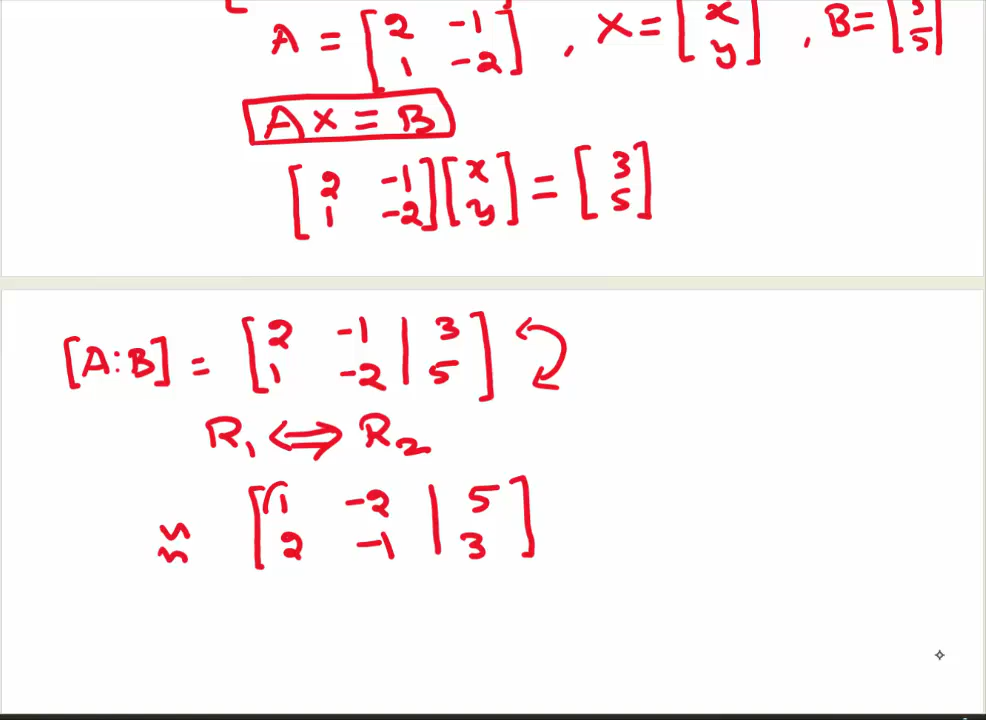 A = [2 -1 , X = [x , B = [3
1 -2] y] 5]
A x = B
[2 -1 [x = [3
1 -2] y] 5]
[A:B] = [2 -1 | 3
1 -2 | 5]
R₁ ⟺ R₂
≈ [1 -2 | 5
2 -1 | 3]